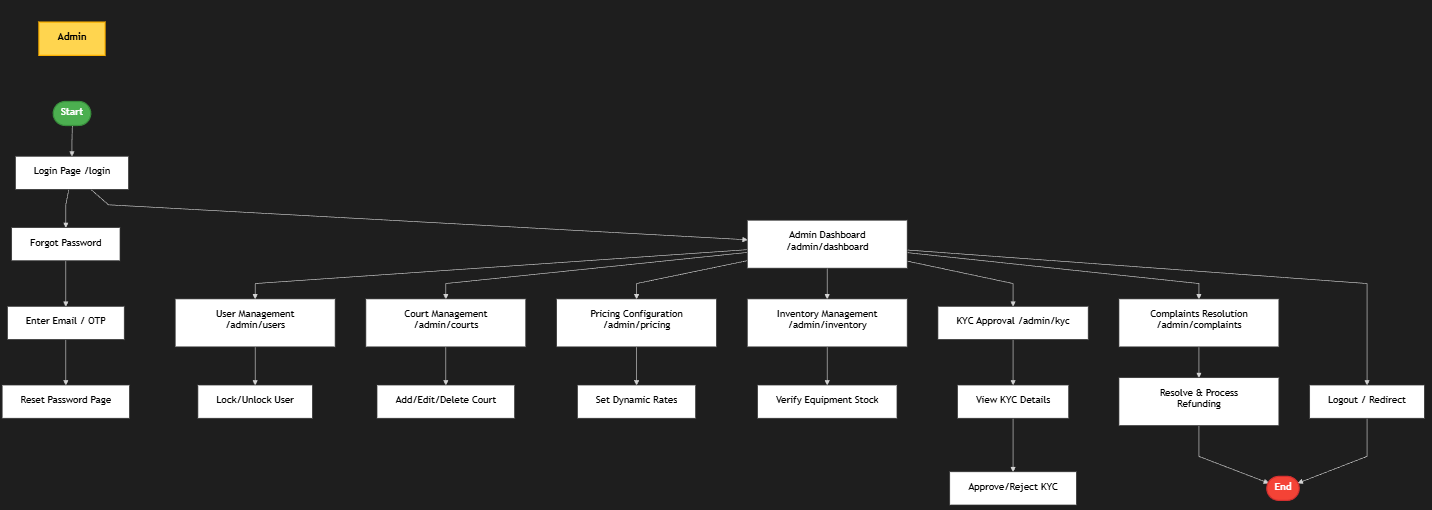 Admin
Start
Login Page /login
Forgot Password
Admin Dashboard
/admin/dashboard
Enter Email / OTP
User Management
/admin/users
Court Management
/admin/courts
Pricing Configuration
/admin/pricing
Inventory Management
/admin/inventory
KYC Approval /admin/kyc
Complaints Resolution
/admin/complaints
Reset Password Page
Lock/Unlock User
Add/Edit/Delete Court
Set Dynamic Rates
Verify Equipment Stock
View KYC Details
Resolve & Process
Refunding
Logout / Redirect
Approve/Reject KYC
End